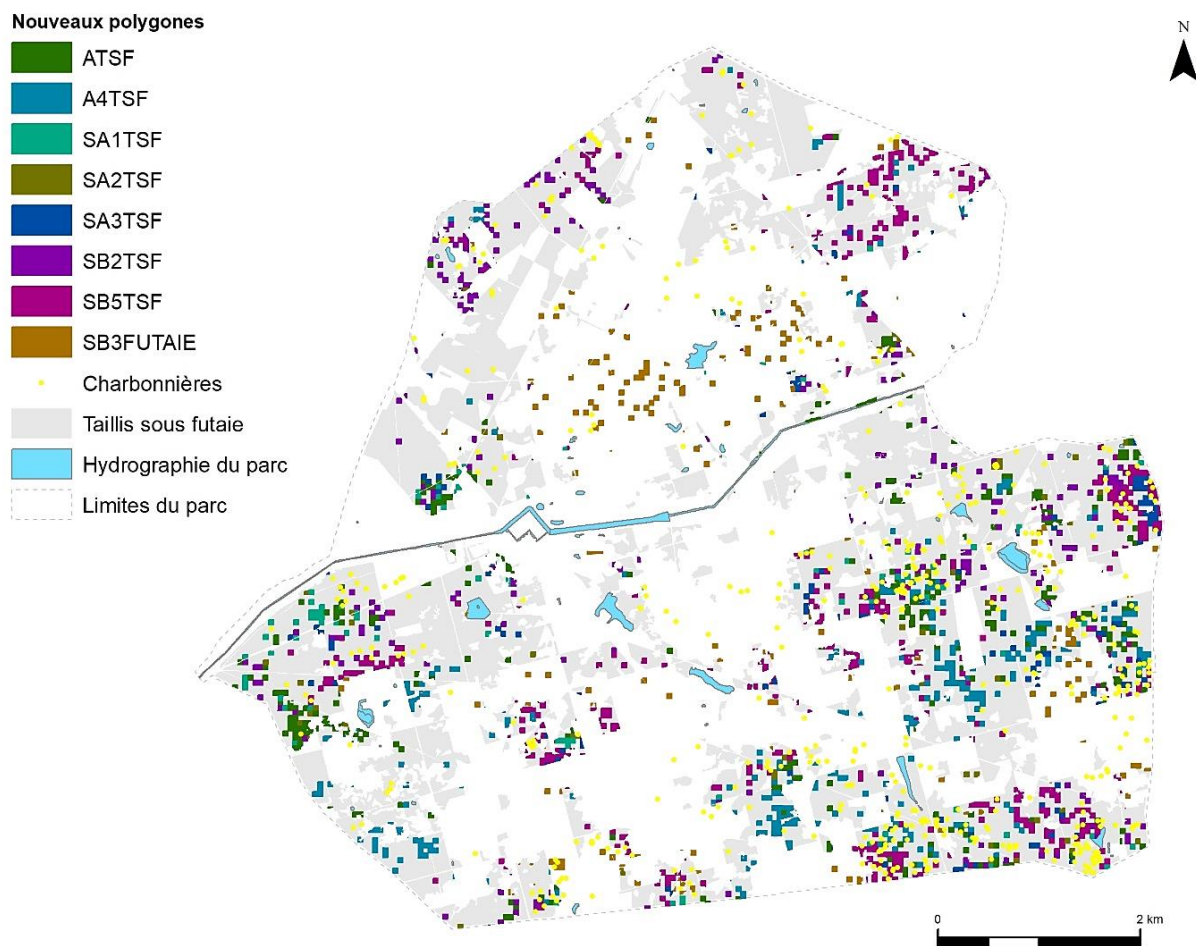 Nouveaux polygones
ATSF
A4TSF
SA1TSF
SA2TSF
SA3TSF
SB2TSF
SB5TSF
SB3FUTAIE
Charbonnières
Taillis sous futaie
Hydrographie du parc
Limites du parc
N
0 2 km